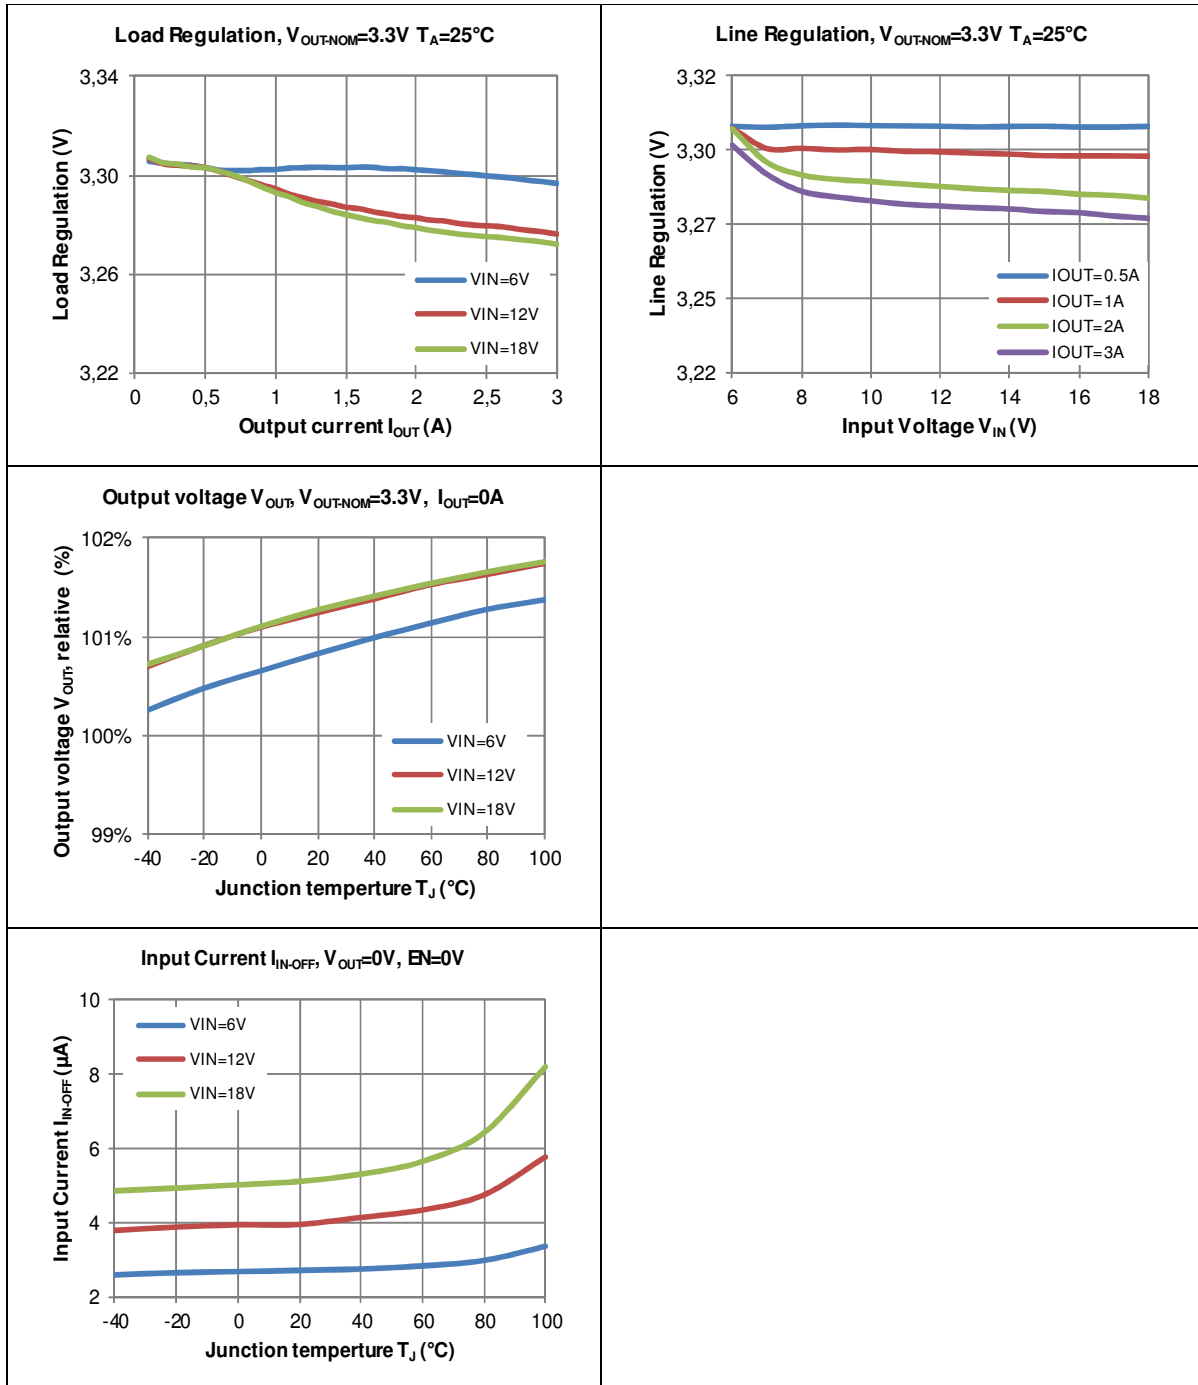 Load Regulation, VOUT-NOM=3.3V TA=25°C
3,34
3,30
3,26
3,22
Load Regulation (V)
VIN=6V
VIN=12V
VIN=18V
0 0,5 1 1,5 2 2,5 3
Output current IOUT (A)
Line Regulation, VOUT-NOM=3.3V TA=25°C
3,32
3,30
3,27
3,25
3,22
Line Regulation (V)
IOUT=0.5A
IOUT=1A
IOUT=2A
IOUT=3A
6 8 10 12 14 16 18
Input Voltage VIN (V)
Output voltage VOUT, VOUT-NOM=3.3V, IOUT=0A
102%
101%
100%
99%
Output voltage VOUT, relative (%)
VIN=6V
VIN=12V
VIN=18V
-40 -20 0 20 40 60 80 100
Junction temperture TJ (°C)
Input Current IIN-OFF, VOUT=0V, EN=0V
10
8
6
4
2
Input Current IIN-OFF (µA)
VIN=6V
VIN=12V
VIN=18V
-40 -20 0 20 40 60 80 100
Junction temperture TJ (°C)